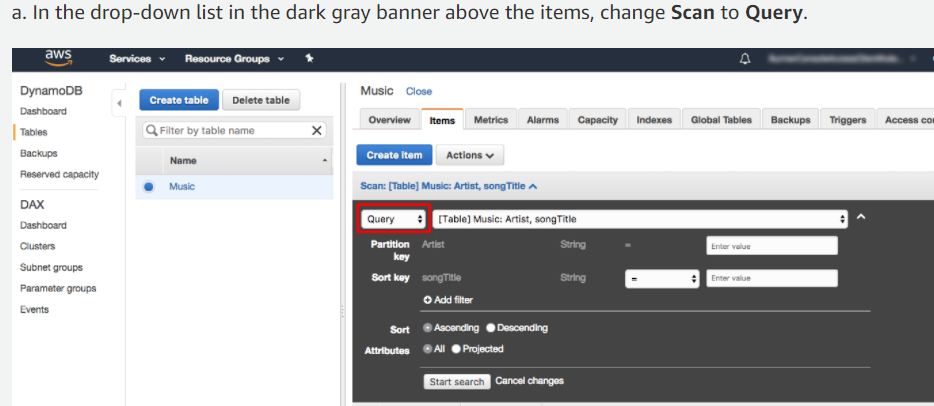 a. In the drop-down list in the dark gray banner above the items, change Scan to Query.
aws
Services
Resource Groups
DynamoDB
Dashboard
Tables
Backups
Reserved capacity
DAX
Dashboard
Clusters
Subnet groups
Parameter groups
Events
Create table
Delete table
Filter by table name
Name
Music
Music Close
Overview Items Metrics Alarms Capacity Indexes Global Tables Backups Triggers Access co
Create item Actions
Scan: [Table] Music: Artist, songTitle
Query [Table] Music: Artist, songTitle
Partition key Artist String = Enter value
Sort key songTitle String = Enter value
Add filter
Sort Ascending Descending
Attributes All Projected
Start search Cancel changes